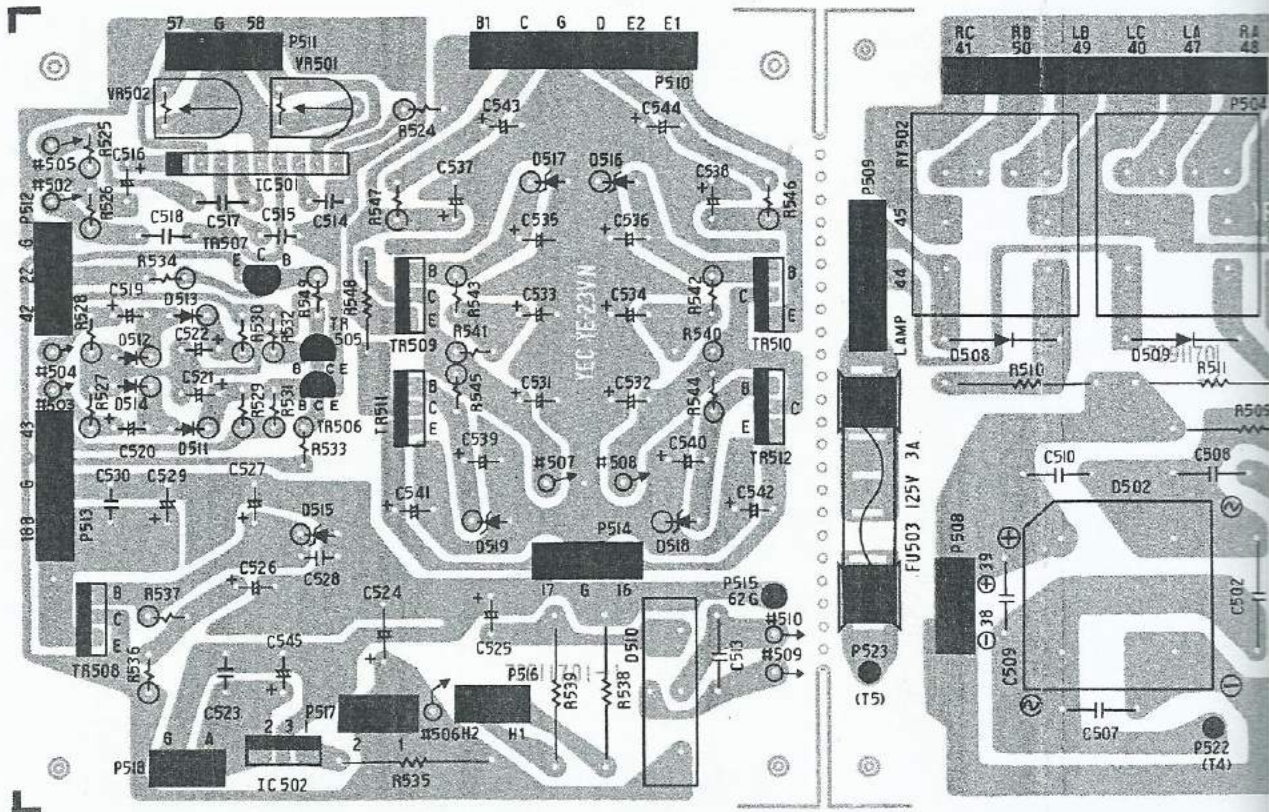 57 G 58
P511
VR501
VR502
B1 C G D E2 E1
P510
RC RB LB LC LA RA
41 50 49 40 47 48
P504
R525
C516
#505
#502
R526
P512
R524
C543
C544
IC501
C537
D517 D516
C538
R547
R546
C518
C517
C515
C514
TR507
E C B
C535
C536
P509
RY502
45
44
LAMP
G
22
42
R534
C519
D513
R528
R549
R548
B
C
E
R543
C533
C534
R542
B
C
E
D512
C522
R530
R532
TR
505
B C E
R541
R540
TR509
TR510
YEC YE-23VN
#504
#503
R527
D514
C521
R529
R531
B C E
TR506
R545
C531
C532
R544
TR511
B
C
E
C
E
TR512
D508
D509
R510
R511
R509
43
G
18B
C520
D511
R533
C530
C529
C527
P513
C539
#507
#508
C540
C541
C542
D515
C528
D519
P514
D518
17 G 16
FU503 125V 3A
C510
C508
D502
P508
39
38
C509
C502
C526
R537
B
C
E
TR508
R536
C545
C524
C525
C523
P515
62 G
#510
#509
C513
D510
P523
(T5)
P516
R539
R538
P517
2 1
#506
H2 H1
G A
P518
2 3
IC502
R535
C507
P522
(T4)